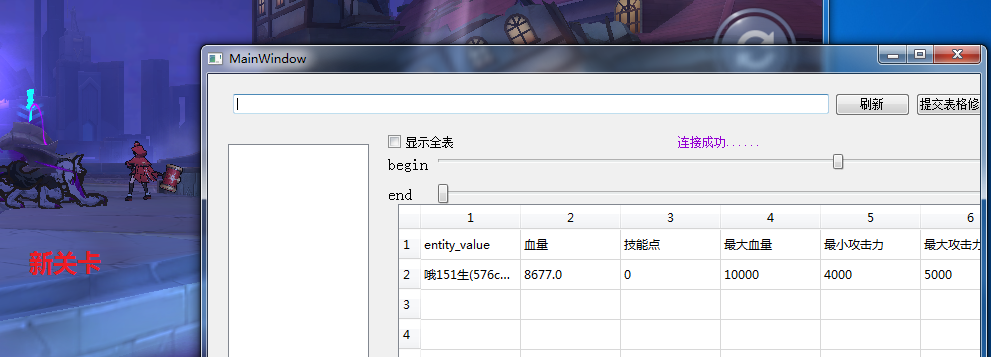 MainWindow
刷新
提交表格修
显示全表
连接成功......
begin
end
1 2 3 4 5 6
1 entity_value 血量 技能点 最大血量 最小攻击力 最大攻击力
2 哦151生(576c... 8677.0 0 10000 4000 5000
3
4
新关卡